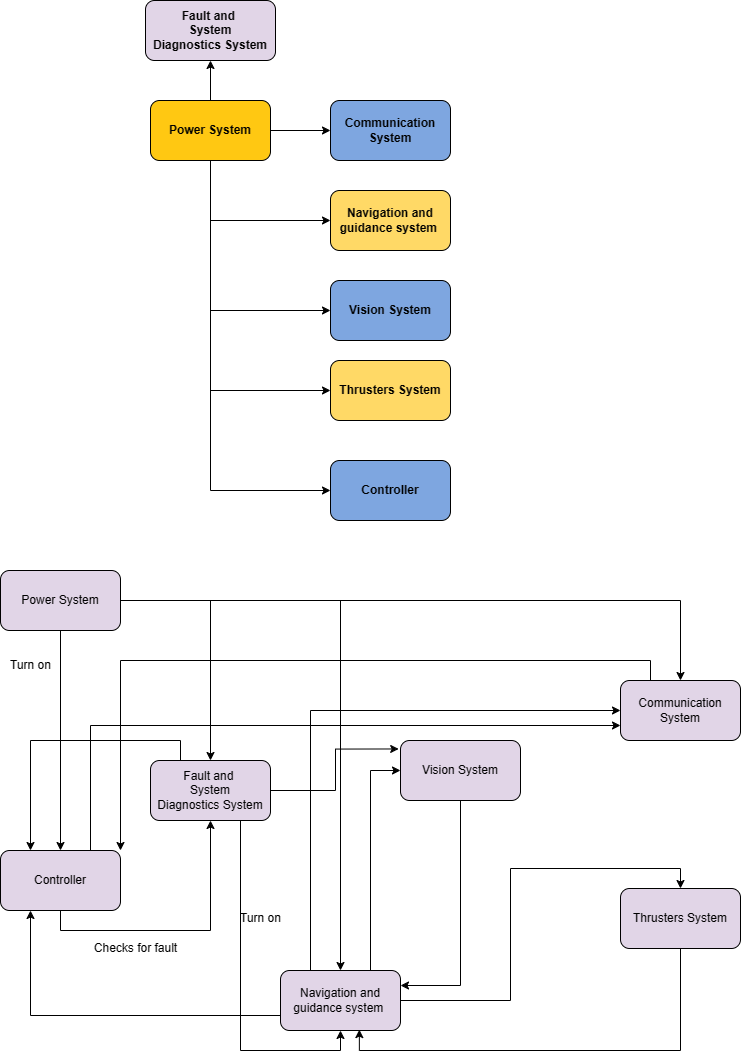 Fault and
System
Diagnostics System
Power System
Communication
System
Navigation and
guidance system
Vision System
Thrusters System
Controller
Power System
Turn on
Communication
System
Fault and
System
Diagnostics System
Vision System
Controller
Turn on
Thrusters System
Checks for fault
Navigation and
guidance system